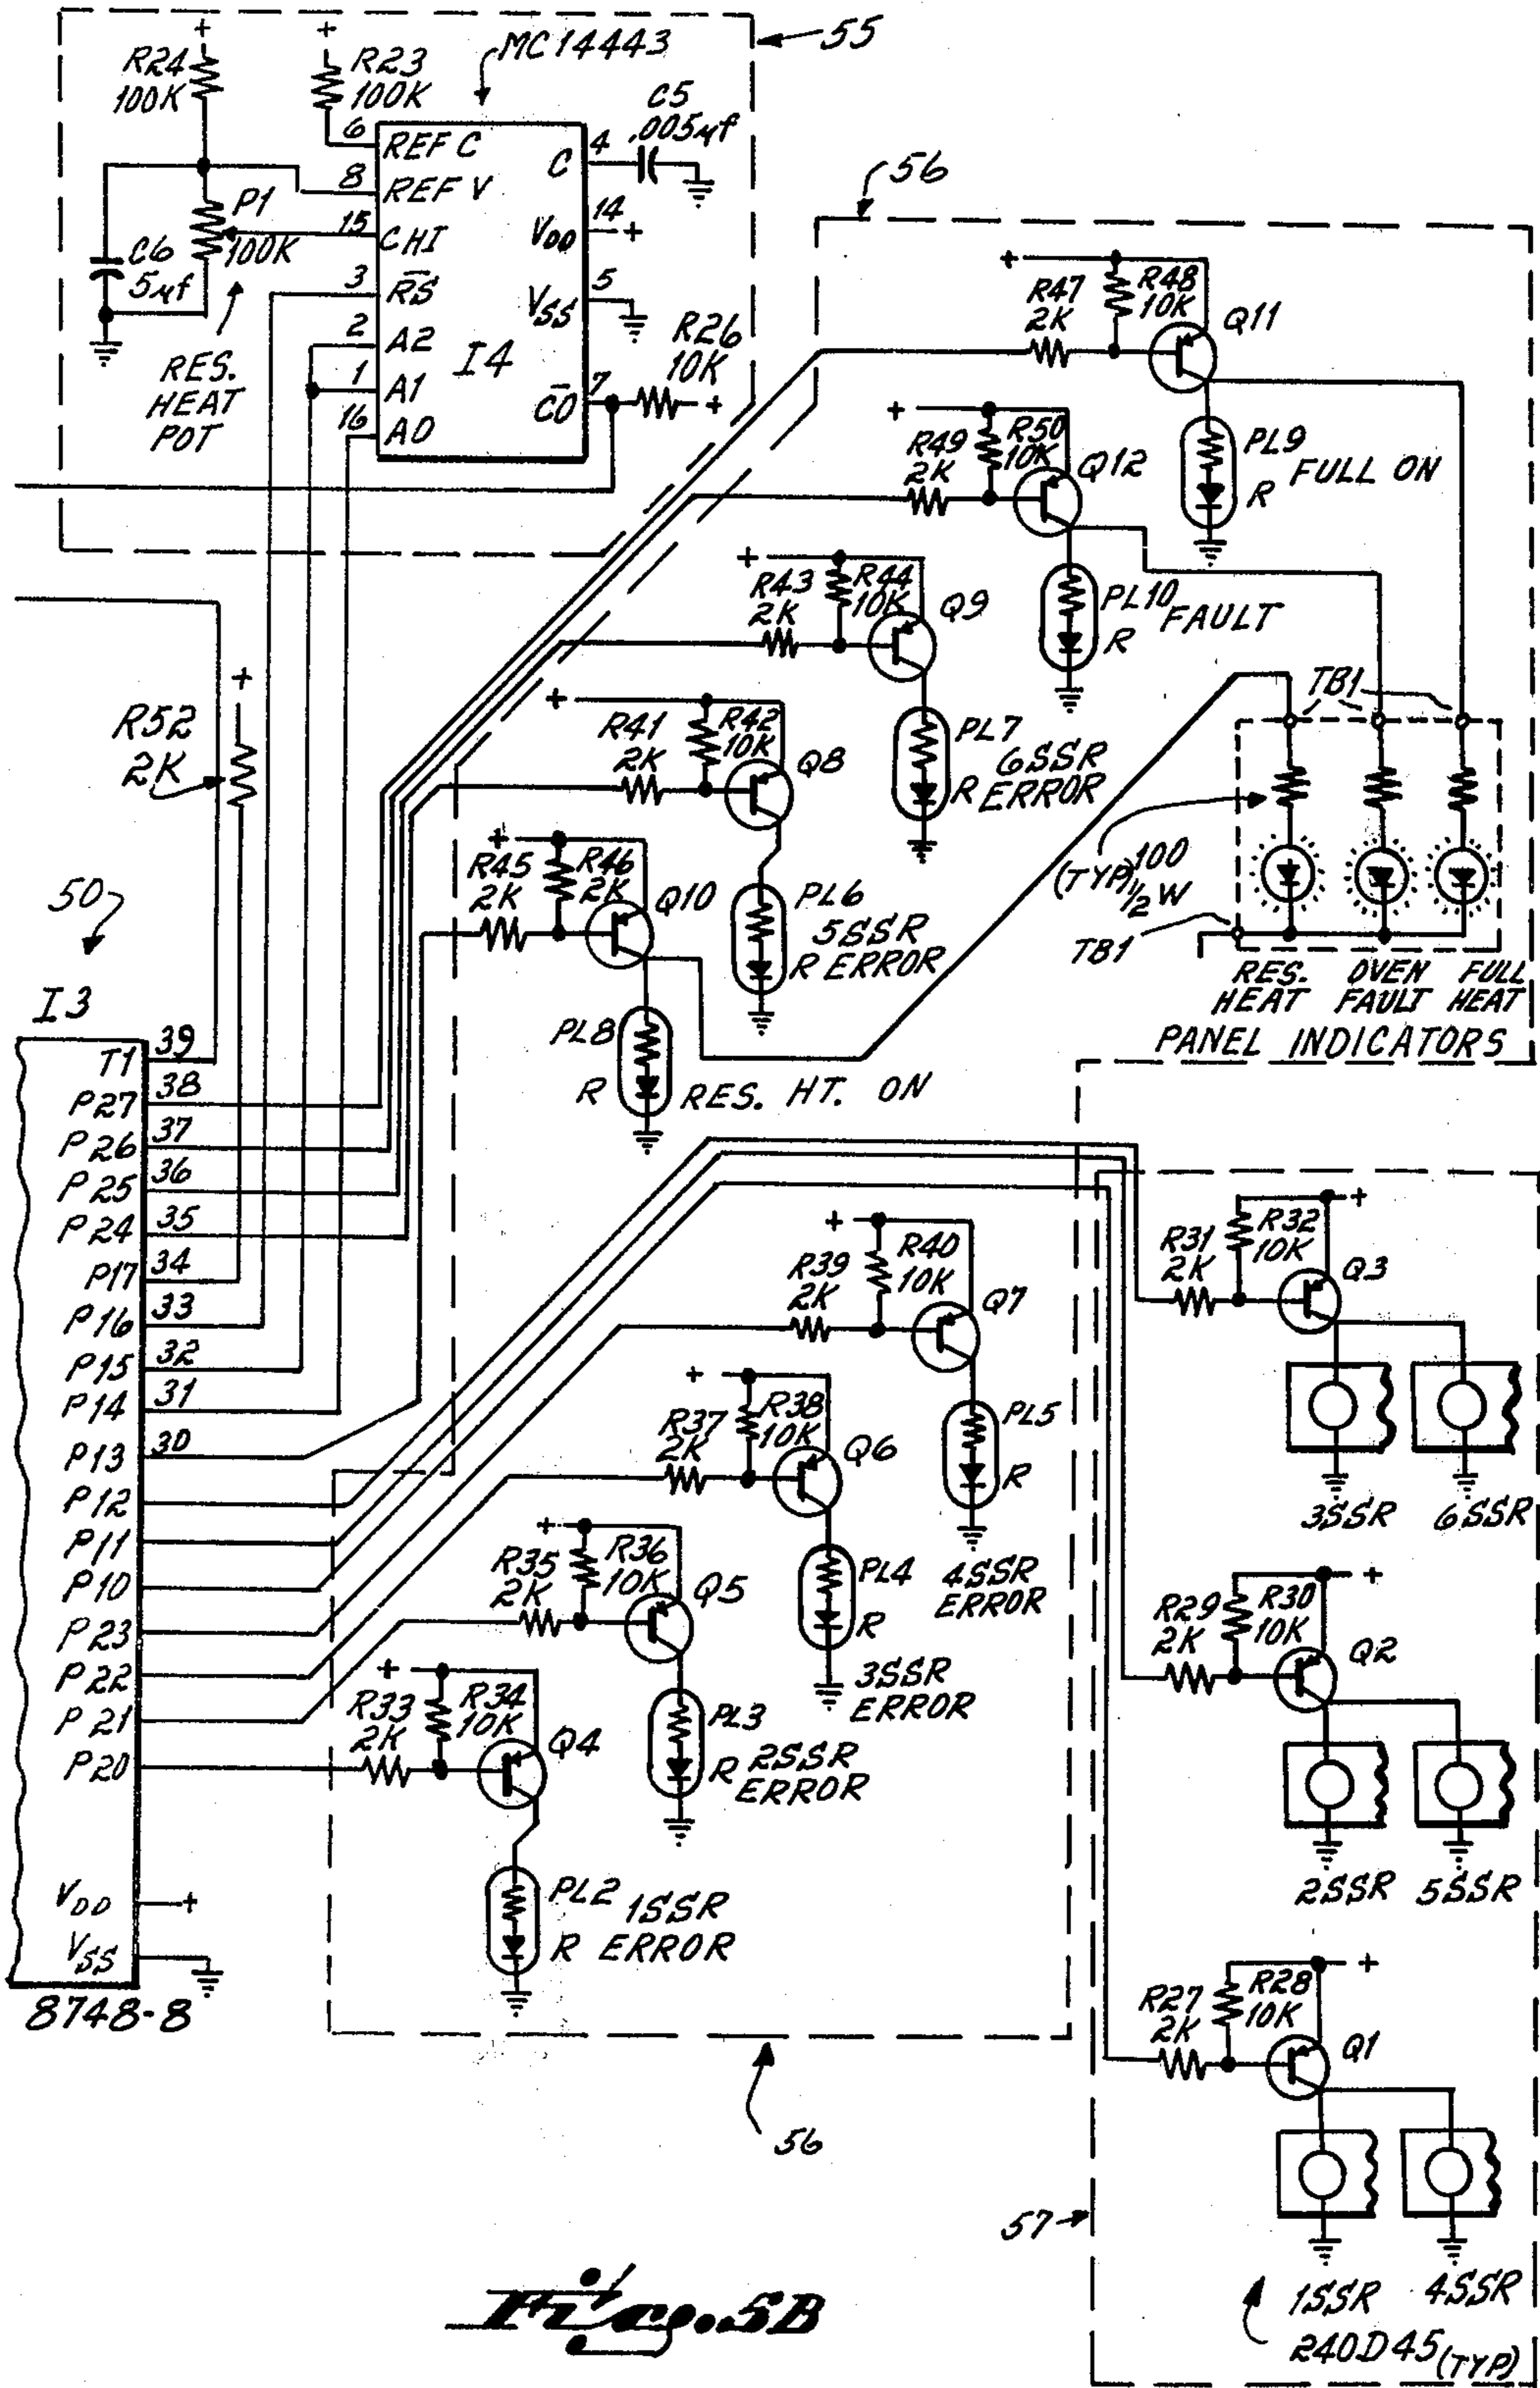 55
R24
100K
+
+
R23
100K
MC14443
C5
.005μf
6
REF C
8
REF V
15
CHI
3
RS
2
A2
1
A1
16
A0
I4
C
4
VDD
14
+
VSS
5
CO
7
R26
10K
+
P1
100K
C6
5μf
RES.
HEAT
POT
56
+
R47
2K
R48
10K
Q11
PL9
R
FULL ON
+
R49
2K
R50
10K
Q12
PL10
R
FAULT
+
R43
2K
R44
10K
Q9
PL7
R
6SSR
ERROR
+
R41
2K
R42
10K
Q8
PL6
5SSR
R ERROR
+
R45
2K
R46
2K
Q10
PL8
R
RES. HT. ON
TB1
100
(TYP) 1/2 W
TB1
RES.
HEAT
OVEN
FAULT
FULL
HEAT
PANEL INDICATORS
+
R52
2K
50
I3
T1 39
P27 38
P26 37
P25 36
P24 35
P17 34
P16 33
P15 32
P14 31
P13 30
P12
P11
P10
P23
P22
P21
P20
VDD
+
VSS
8748-8
+
R39
2K
R40
10K
Q7
PL5
R
4SSR
ERROR
+
R37
2K
R38
10K
Q6
PL4
R
3SSR
ERROR
+
R35
2K
R36
10K
Q5
PL3
R
2SSR
ERROR
+
R33
2K
R34
10K
Q4
PL2
1SSR
R ERROR
56
R31
2K
R32
10K
+
Q3
3SSR
6SSR
R29
2K
R30
10K
+
Q2
2SSR
5SSR
R27
2K
R28
10K
+
Q1
57
1SSR
4SSR
240D45 (TYP)
Fig. 5B